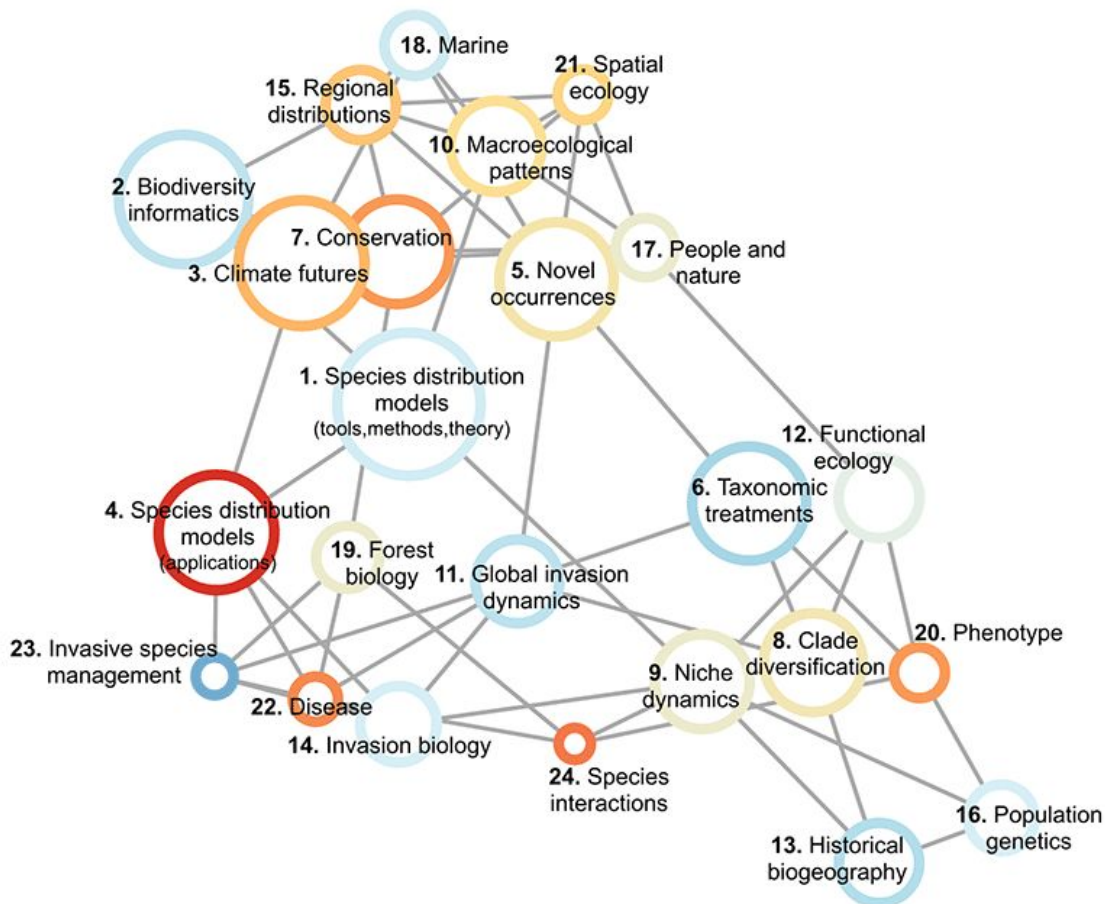 18. Marine
21. Spatial
ecology
15. Regional
distributions
10. Macroecological
patterns
2. Biodiversity
informatics
7. Conservation
17. People and
nature
3. Climate futures
5. Novel
occurrences
1. Species distribution
models
(tools,methods,theory)
12. Functional
ecology
6. Taxonomic
treatments
4. Species distribution
models
(applications)
19. Forest
biology
11. Global invasion
dynamics
23. Invasive species
management
20. Phenotype
8. Clade
diversification
9. Niche
dynamics
22. Disease
14. Invasion biology
24. Species
interactions
16. Population
genetics
13. Historical
biogeography